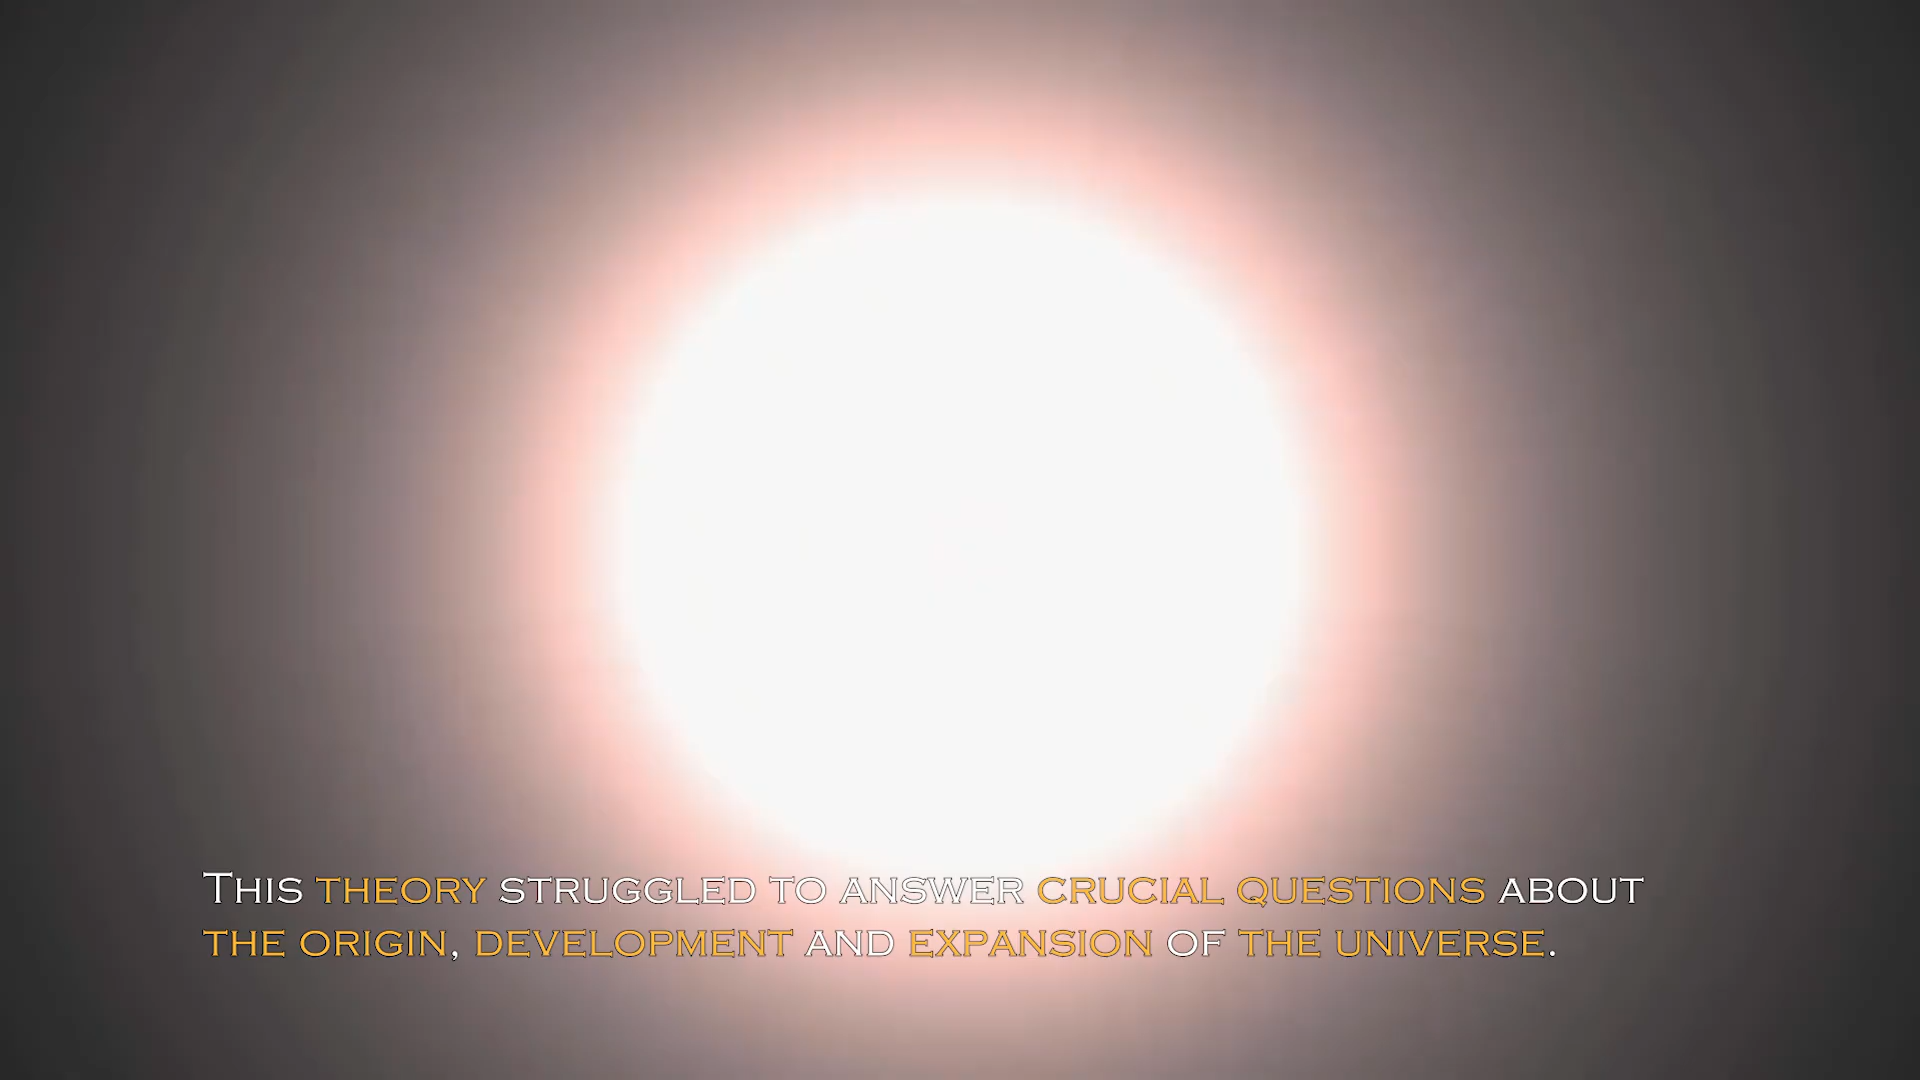 This theory struggled to answer crucial questions about
the origin, development and expansion of the universe.